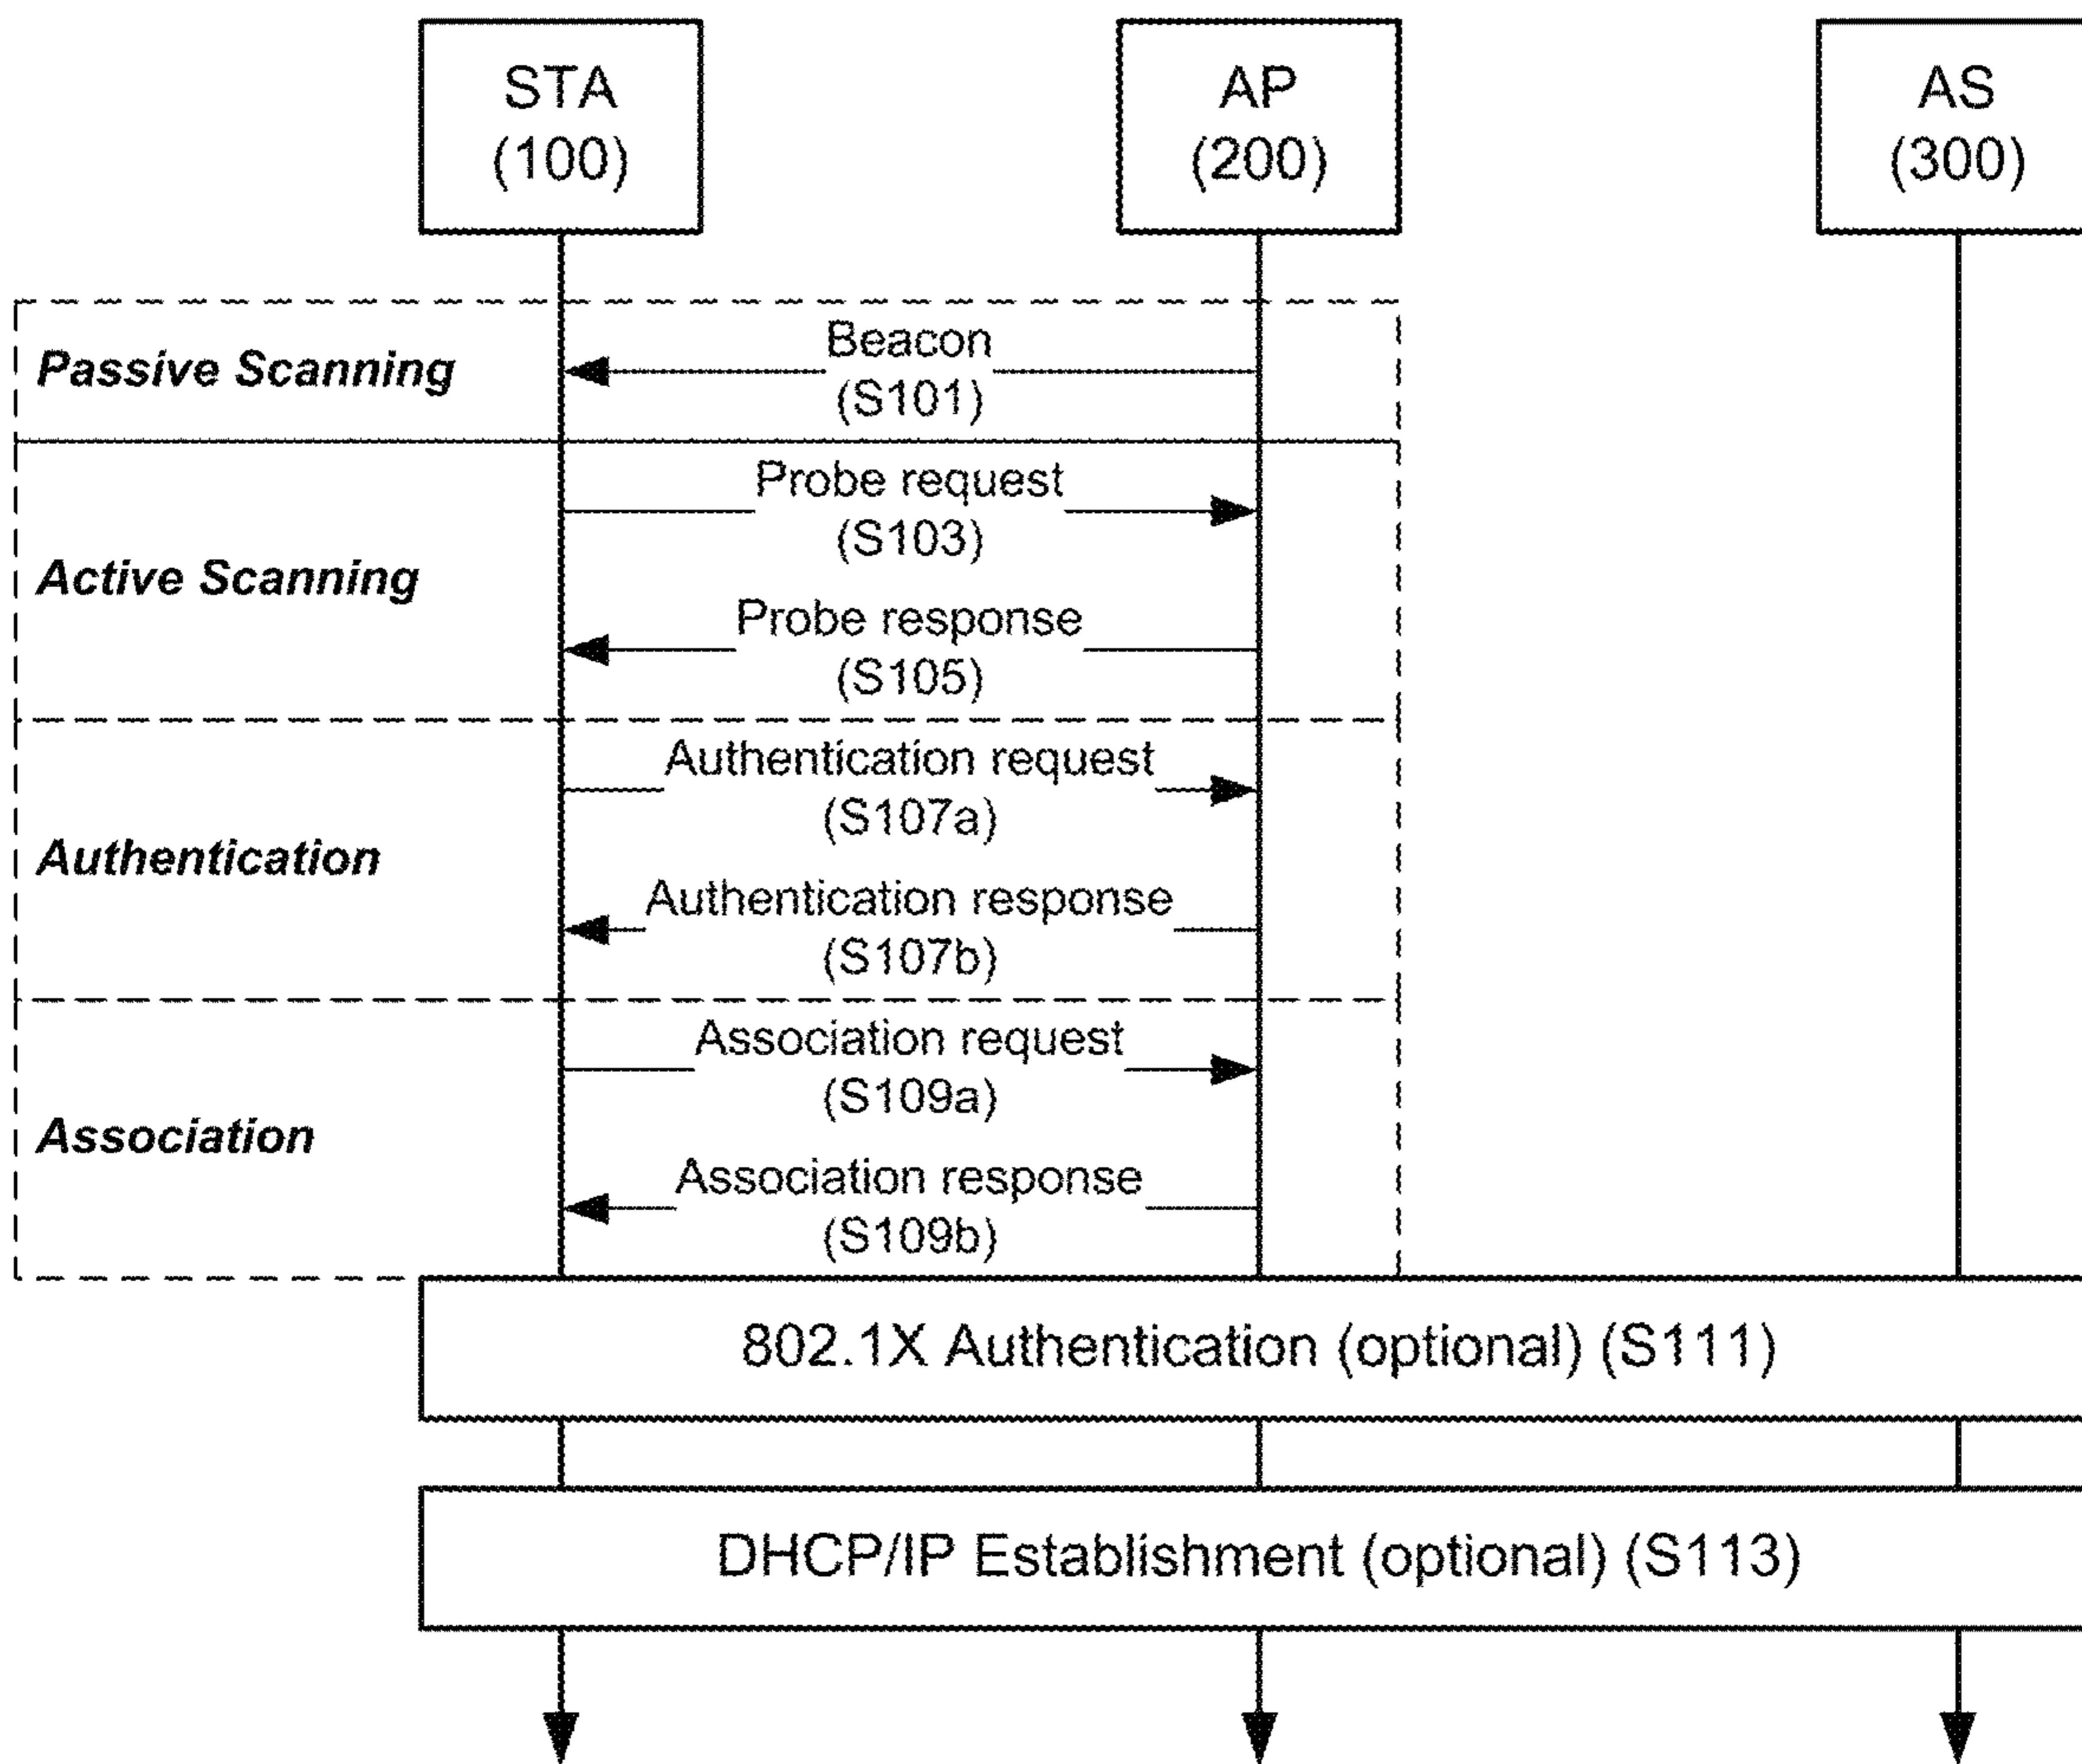 STA
(100)
AP
(200)
AS
(300)
Passive Scanning
Beacon
(S101)
Active Scanning
Probe request
(S103)
Probe response
(S105)
Authentication
Authentication request
(S107a)
Authentication response
(S107b)
Association
Association request
(S109a)
Association response
(S109b)
802.1X Authentication (optional) (S111)
DHCP/IP Establishment (optional) (S113)